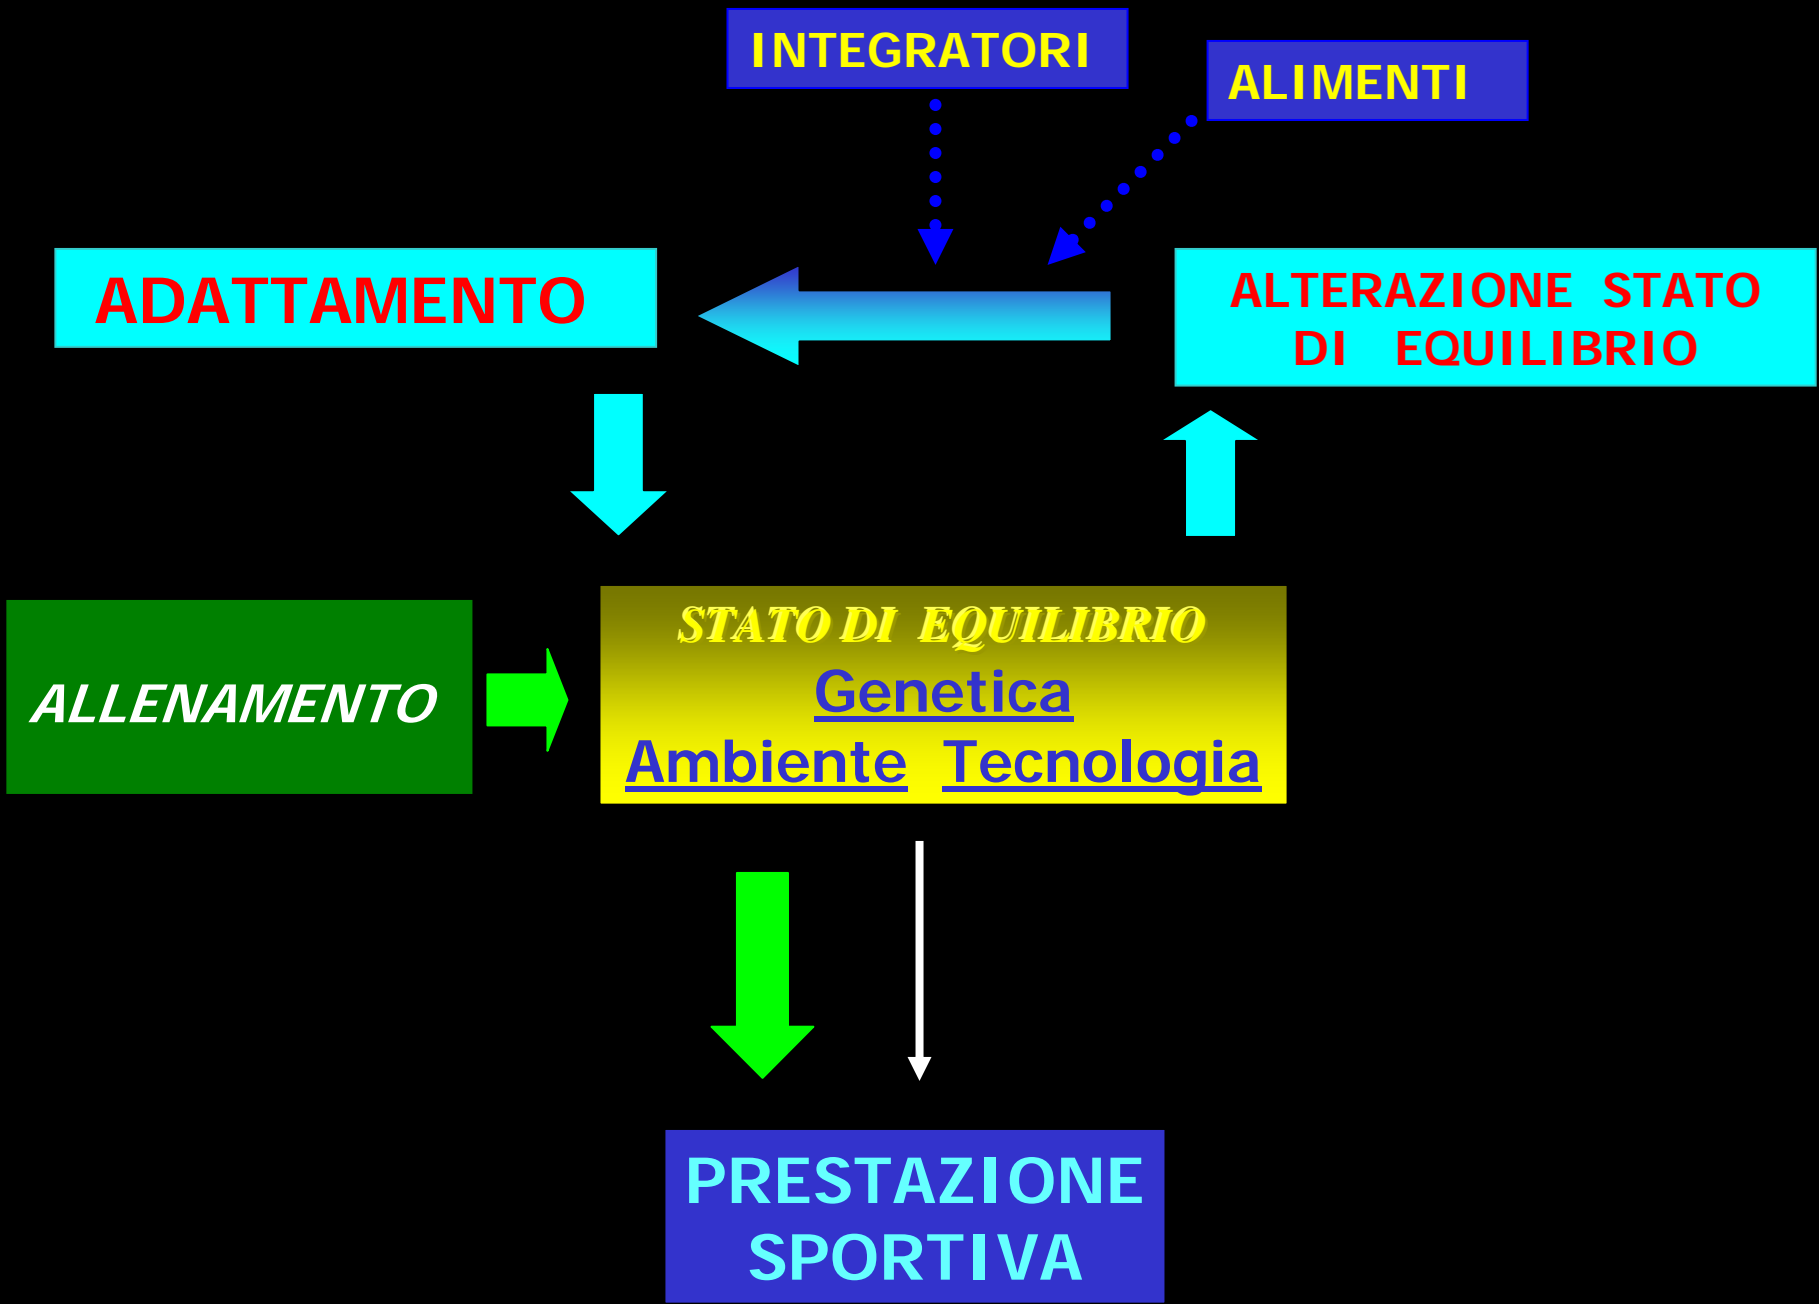 INTEGRATORI
ALIMENTI
ADATTAMENTO
ALTERAZIONE STATO
DI EQUILIBRIO
ALLENAMENTO
STATO DI EQUILIBRIO
Genetica
Ambiente Tecnologia
PRESTAZIONE
SPORTIVA